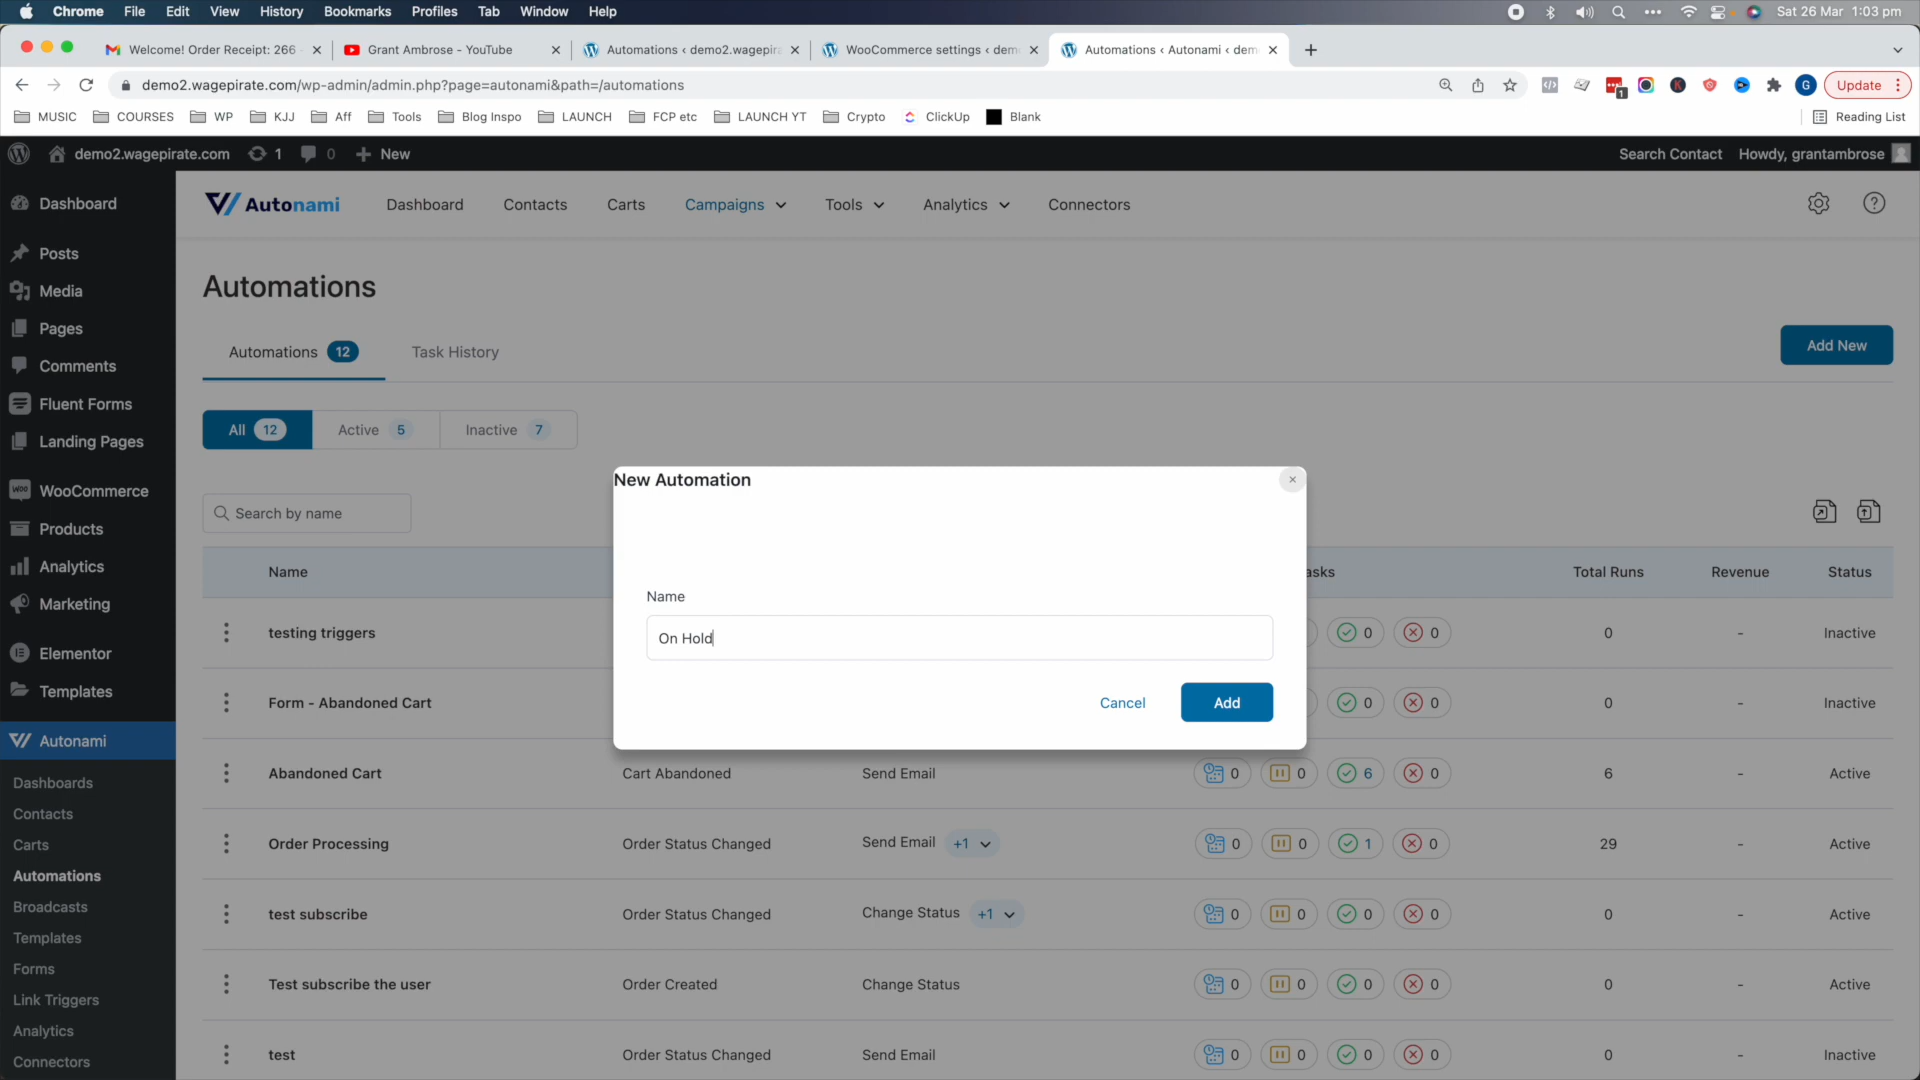 Chrome File Edit View History Bookmarks Profiles Tab Window Help Sat 26 Mar 1:03 pm
Welcome! Order Receipt: 266 Grant Ambrose - YouTube Automations ‹ demo2.wagepira WooCommerce settings ‹ dem Automations ‹ Autonami ‹ dem
demo2.wagepirate.com/wp-admin/admin.php?page=autonami&path=/automations 1 G Update
MUSIC COURSES WP KJJ Aff Tools Blog Inspo LAUNCH FCP etc LAUNCH YT Crypto ClickUp Blank Reading List
demo2.wagepirate.com 1 0 New Search Contact Howdy, grantambrose
Dashboard
Posts
Media
Pages
Comments
Fluent Forms
Landing Pages
WooCommerce
Products
Analytics
Marketing
Elementor
Templates
Autonami
Dashboards
Contacts
Carts
Automations
Broadcasts
Templates
Forms
Link Triggers
Analytics
Connectors
Autonami Dashboard Contacts Carts Campaigns Tools Analytics Connectors
Automations
Automations 12 Task History Add New
All 12 Active 5 Inactive 7
Search by name
Name asks Total Runs Revenue Status
testing triggers 0 0 0 - Inactive
Form - Abandoned Cart 0 0 0 - Inactive
Abandoned Cart Cart Abandoned Send Email 0 0 6 0 6 - Active
Order Processing Order Status Changed Send Email +1 0 0 1 0 29 - Active
test subscribe Order Status Changed Change Status +1 0 0 0 0 0 - Active
Test subscribe the user Order Created Change Status 0 0 0 0 0 - Active
test Order Status Changed Send Email 0 0 0 0 0 - Inactive
New Automation
Name
On Hold
Cancel Add